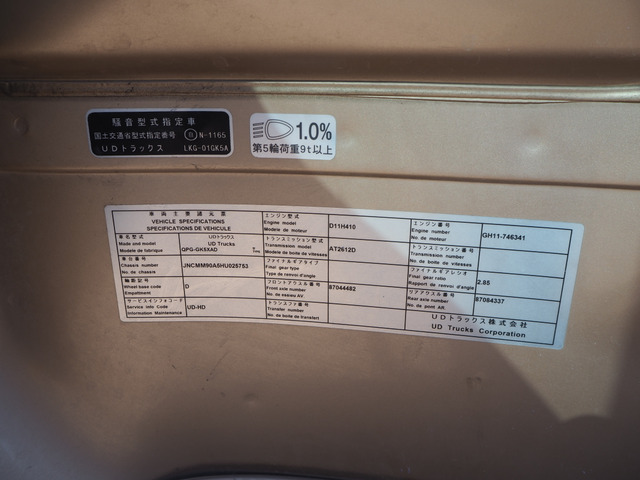 騒音型式指定車
国土交通省型式指定番号 Ⓑ N-1165
UDトラックス LKG-01GK5A
1.0%
第5輪荷重9t以上
車両主要諸元表
VEHICLE SPECIFICATIONS
SPECIFICATIONS DE VEHICULE
車名型式 UDトラックス
Make and model UD Trucks
Modele de fabrique QPG-GK5XAD
車台番号
Chassis number JNCMM90A5HU025753
No. de chassis
輪距記号
Wheel base code D
Empattement
サービスインフォコード
Service Info Code UD-HD
Information Maintenance
エンジン型式
Engine model D11H410
Modele de moteur
トランスミッション型式
Transmission model AT2612D
Modele de boite de vitesses
ファイナルギアタイプ
Final gear type
Type de renvoi d'angle
フロントアクスル番号
Front axle number 87044482
No. de essieu AV
トランスファ番号
Transfer number
No. de boite de transfert
エンジン番号
Engine number GH11-746341
No. de moteur
トランスミッション番号
Transmission number
No. de boite de vitesses
ファイナルギアレシオ
Final gear ratio 2.85
Rapport de renvoi d'angle
リアアクスル番号
Rear axle number 87064337
No. de pont AR
UDトラックス株式会社
UD Trucks Corporation